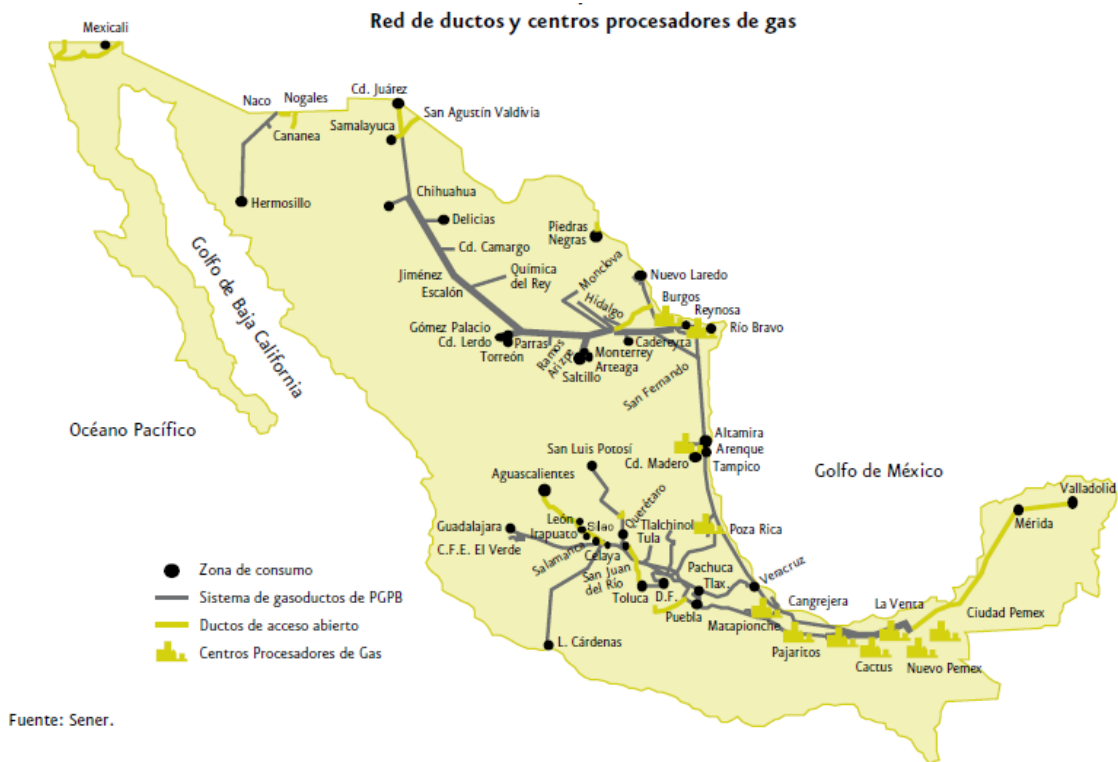 Red de ductos y centros procesadores de gas
Mexicali
Naco
Nogales
Cananea
Hermosillo
Cd. Juárez
San Agustín Valdivia
Samalayuca
Chihuahua
Delicias
Cd. Camargo
Jiménez
Escalón
Química
del Rey
Piedras
Negras
Monclova
Hidalgo
Nuevo Laredo
Burgos
Reynosa
Río Bravo
Gómez Palacio
Cd. Lerdo
Torreón
Parras
Ramos
Arizpe
Saltillo
Monterrey
Arteaga
Cadereyta
San Fernando
Golfo de Baja California
Océano Pacífico
Golfo de México
Altamira
Arenque
Tampico
Cd. Madero
San Luis Potosí
Aguascalientes
León
Silao
Irapuato
Guadalajara
C.F.E. El Verde
Salamanca
Celaya
Querétaro
San Juan
del Río
Tlalchinol
Tula
Poza Rica
Pachuca
Tlax.
Toluca
D.F.
Puebla
Veracruz
L. Cárdenas
Matapionche
Cangrejera
Pajaritos
La Venta
Cactus
Nuevo Pemex
Ciudad Pemex
Mérida
Valladolid
Zona de consumo
Sistema de gasoductos de PGPB
Ductos de acceso abierto
Centros Procesadores de Gas
Fuente: Sener.